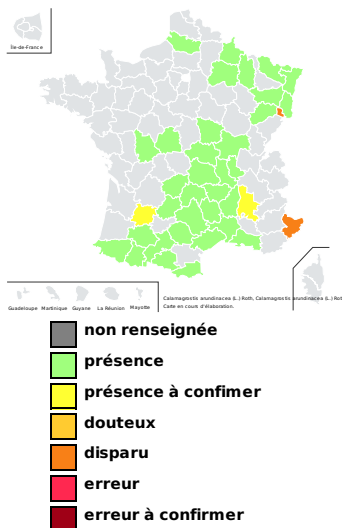 Île-de-France
Guadeloupe Martinique Guyane La Réunion Mayotte
Calamagrostis arundinacea (L.) Roth, Calamagrostis arundinacea (L.) Rot
Carte en cours d'élaboration.
non renseignée
présence
présence à confimer
douteux
disparu
erreur
erreur à confirmer